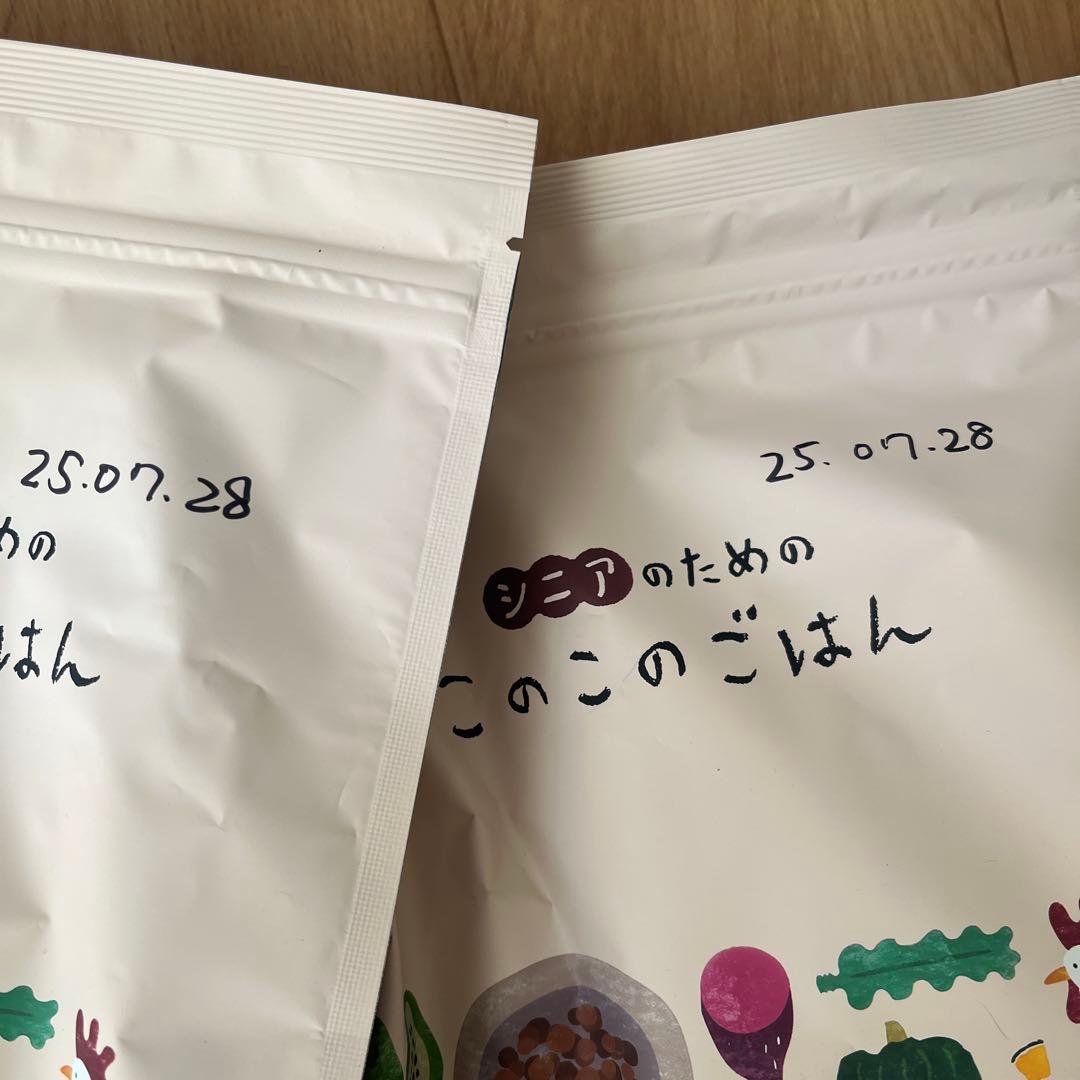 25.07.28
めの
はん
25.07.28
シニアのための
このこのごはん